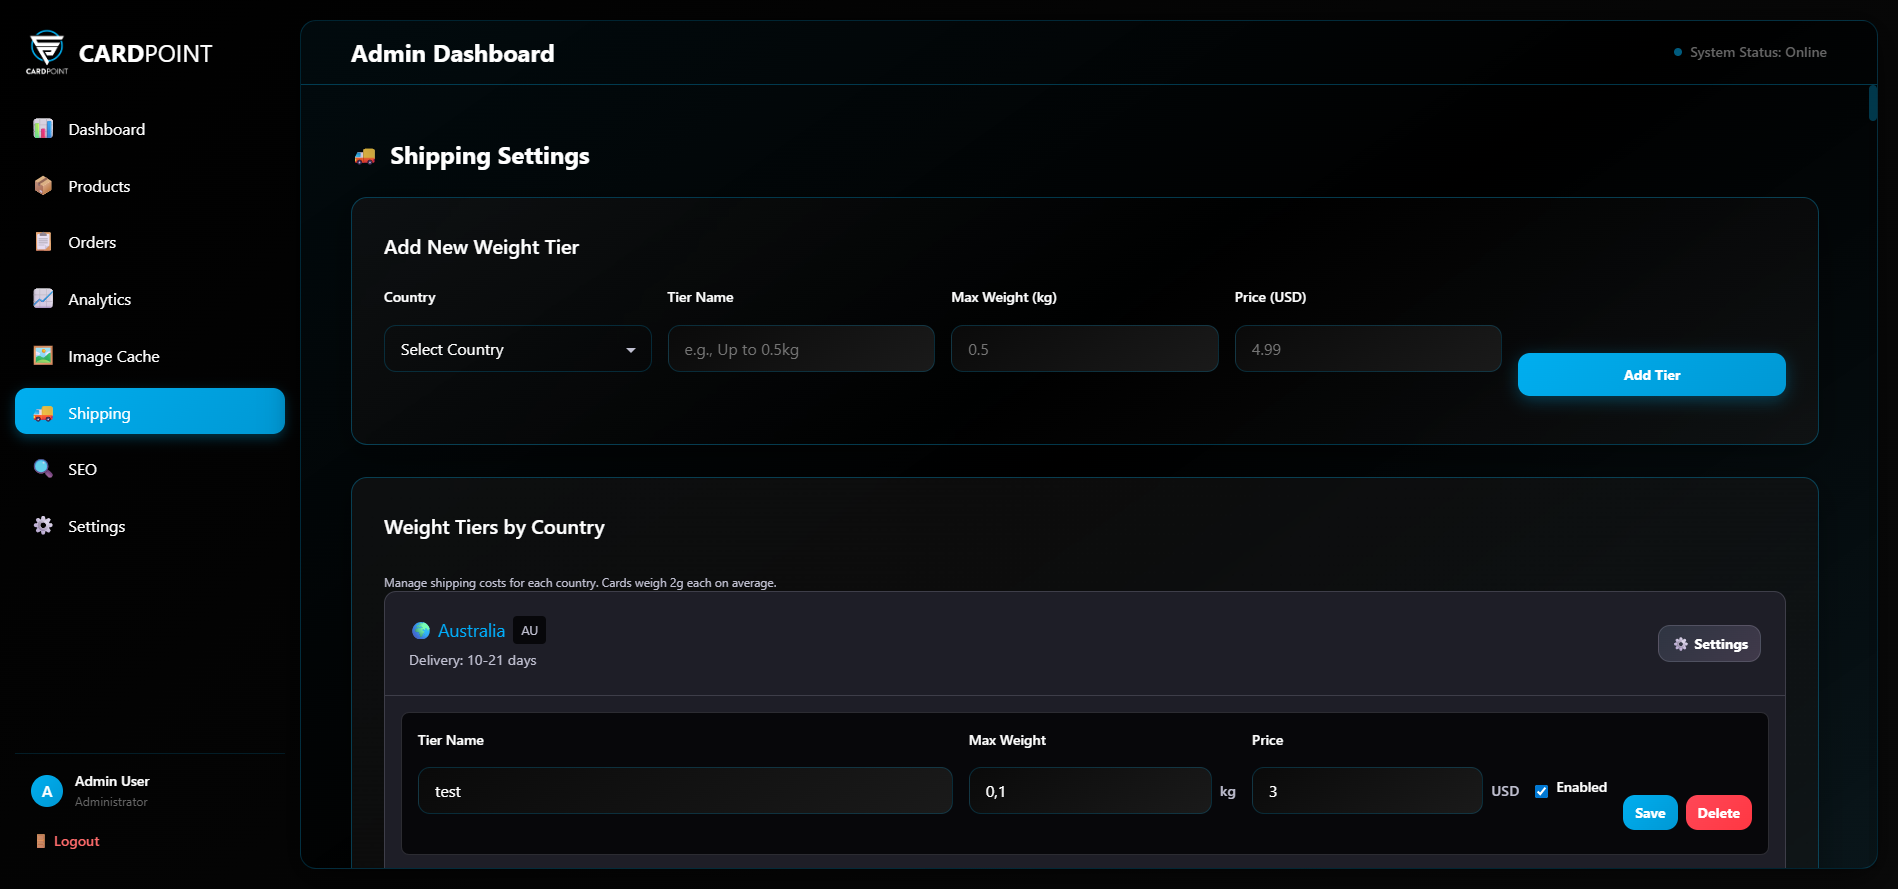 CARDPOINT
CARDPOINT
Dashboard
Products
Orders
Analytics
Image Cache
Shipping
SEO
Settings
A
Admin User
Administrator
Logout
Admin Dashboard
System Status: Online
Shipping Settings
Add New Weight Tier
Country Tier Name Max Weight (kg) Price (USD)
Select Country e.g., Up to 0.5kg 0.5 4.99
Add Tier
Weight Tiers by Country
Manage shipping costs for each country. Cards weigh 2g each on average.
Australia AU
Delivery: 10-21 days
Settings
Tier Name Max Weight Price
test 0,1 kg 3 USD Enabled
Save Delete